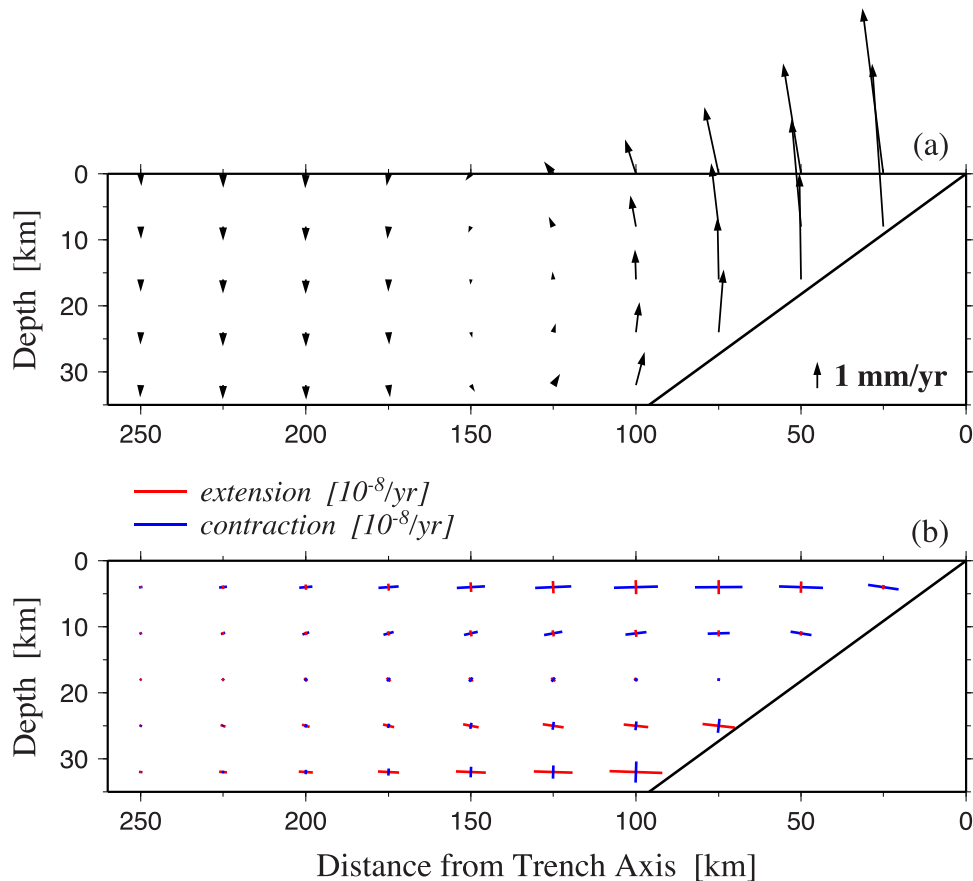 (a)
0
10
20
30
Depth [km]
1 mm/yr
250 200 150 100 50 0
extension [10-8/yr]
contraction [10-8/yr]
(b)
0
10
20
30
Depth [km]
250 200 150 100 50 0
Distance from Trench Axis [km]